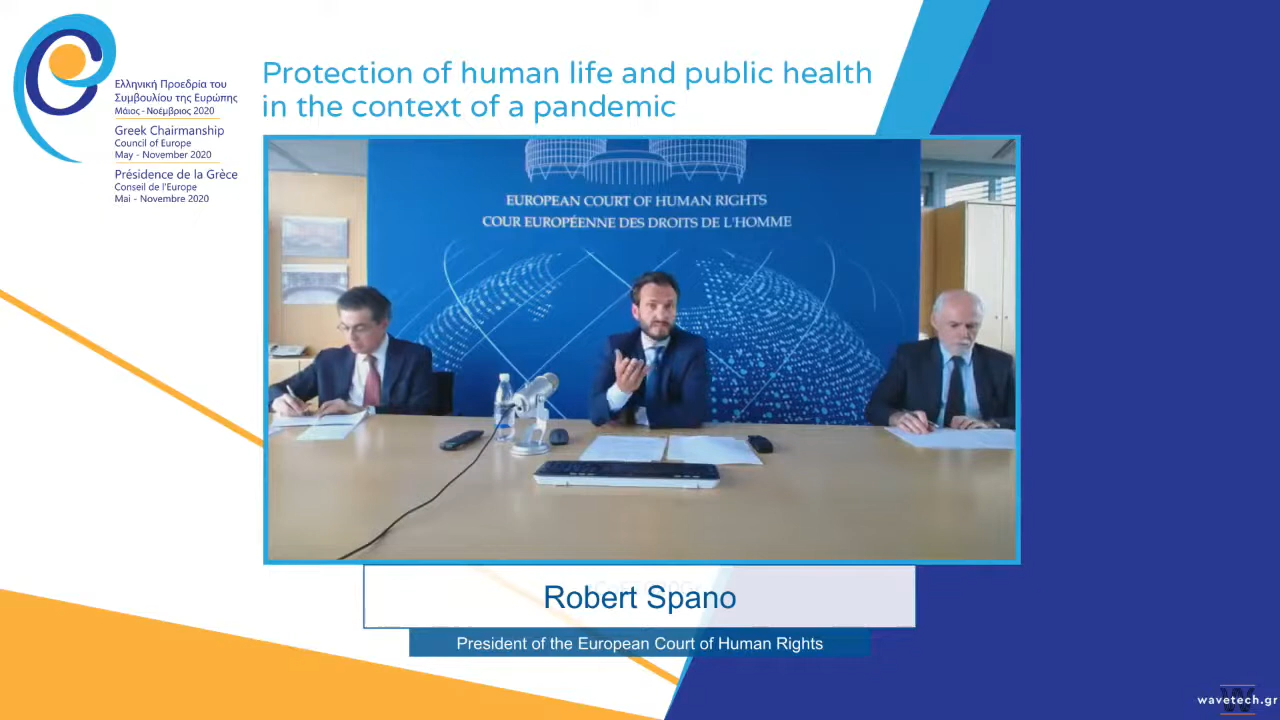 Ελληνική Προεδρία του
Συμβουλίου της Ευρώπης
Μάιος - Νοέμβριος 2020
Greek Chairmanship
Council of Europe
May - November 2020
Présidence de la Grèce
Conseil de l'Europe
Mai - Novembre 2020
Protection of human life and public health
in the context of a pandemic
EUROPEAN COURT OF HUMAN RIGHTS
COUR EUROPÉENNE DES DROITS DE L'HOMME
Robert Spano
President of the European Court of Human Rights
wavetech.gr